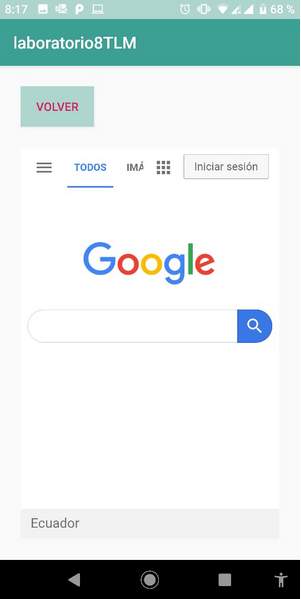 8:17
68 %
laboratorio8TLM
VOLVER
TODOS IMÁ Iniciar sesión
Google
Ecuador